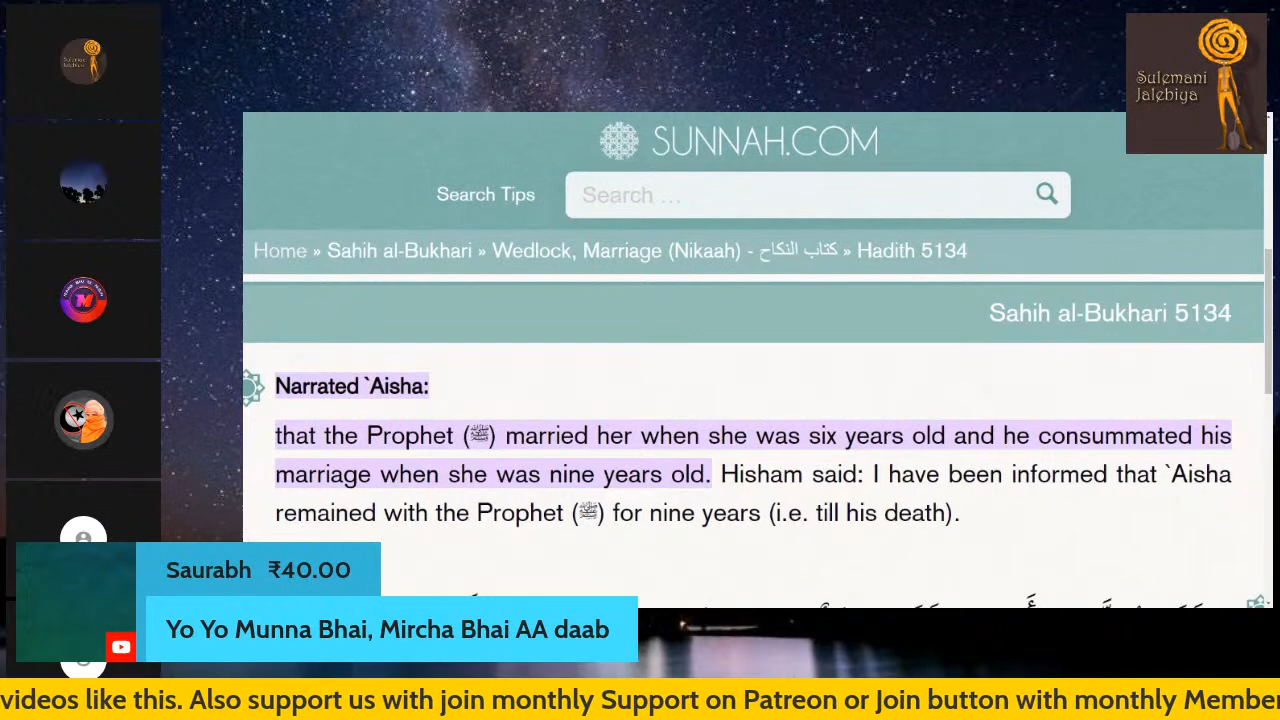 Sulemani
Jalebiya
SUNNAH.COM
Search Tips
Search ...
Home » Sahih al-Bukhari » Wedlock, Marriage (Nikaah) - كتاب النكاح » Hadith 5134
Sahih al-Bukhari 5134
Narrated `Aisha:
that the Prophet (ﷺ) married her when she was six years old and he consummated his
marriage when she was nine years old. Hisham said: I have been informed that `Aisha
remained with the Prophet (ﷺ) for nine years (i.e. till his death).
Saurabh ₹40.00
Yo Yo Munna Bhai, Mircha Bhai AA daab
videos like this. Also support us with join monthly Support on Patreon or Join button with monthly Member